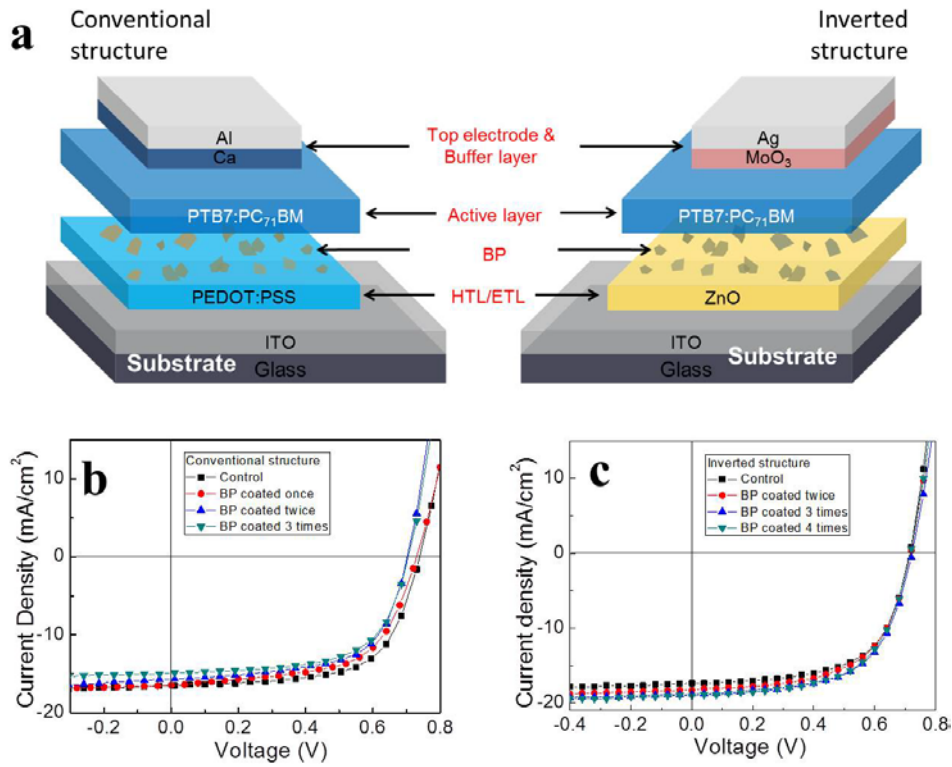 a
Conventional
structure
Inverted
structure
Al
Ca
Top electrode &
Buffer layer
Ag
MoO₃
PTB7:PC₇₁BM
Active layer
PTB7:PC₇₁BM
BP
PEDOT:PSS
HTL/ETL
ZnO
ITO
Substrate
Glass
ITO
Substrate
Glass
b
Conventional structure
Control
BP coated once
BP coated twice
BP coated 3 times
Current Density (mA/cm²)
10
0
-10
-20
0.0 0.2 0.4 0.6 0.8
Voltage (V)
c
Inverted structure
Control
BP coated twice
BP coated 3 times
BP coated 4 times
Current density (mA/cm²)
10
0
-10
-20
-0.4 -0.2 0.0 0.2 0.4 0.6 0.8
Voltage (V)